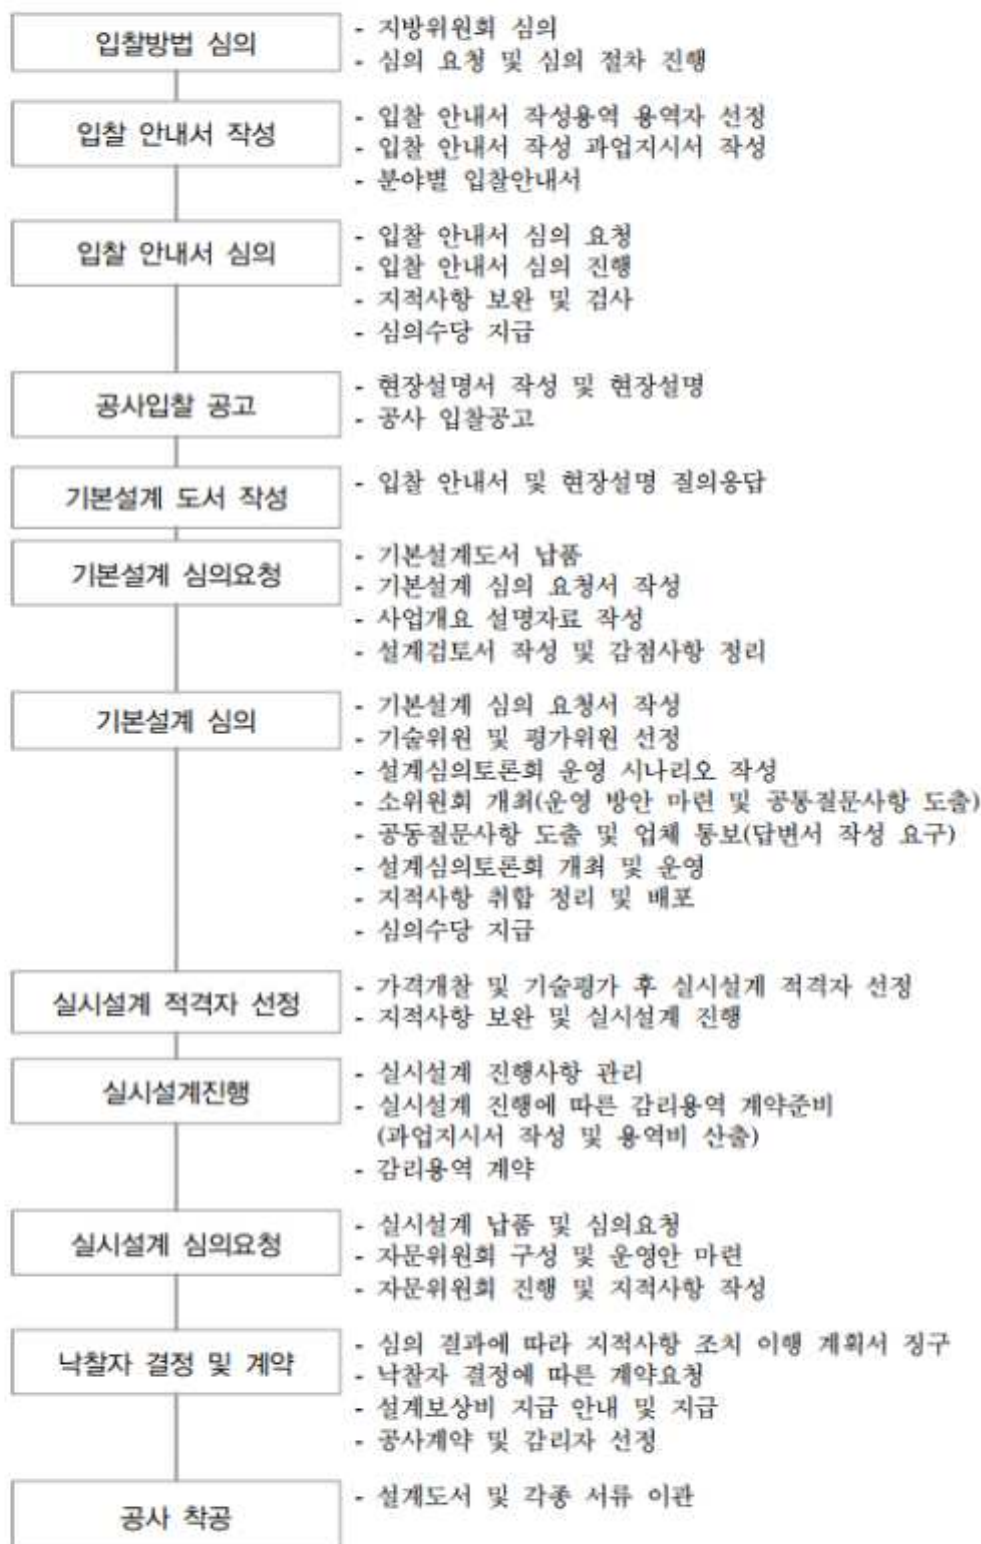 입찰방법 심의
- 지방위원회 심의
- 심의 요청 및 심의 절차 진행
입찰 안내서 작성
- 입찰 안내서 작성용역 용역자 선정
- 입찰 안내서 작성 과업지시서 작성
- 분야별 입찰안내서
입찰 안내서 심의
- 입찰 안내서 심의 요청
- 입찰 안내서 심의 진행
- 지적사항 보완 및 검사
- 심의수당 지급
공사입찰 공고
- 현장설명서 작성 및 현장설명
- 공사 입찰공고
기본설계 도서 작성
- 입찰 안내서 및 현장설명 질의응답
기본설계 심의요청
- 기본설계도서 납품
- 기본설계 심의 요청서 작성
- 사업개요 설명자료 작성
- 설계검토서 작성 및 감점사항 정리
기본설계 심의
- 기본설계 심의 요청서 작성
- 기술위원 및 평가위원 선정
- 설계심의토론회 운영 시나리오 작성
- 소위원회 개최(운영 방안 마련 및 공통질문사항 도출)
- 공동질문사항 도출 및 업체 통보(답변서 작성 요구)
- 설계심의토론회 개최 및 운영
- 지적사항 취합 정리 및 배포
- 심의수당 지급
실시설계 적격자 선정
- 가격개찰 및 기술평가 후 실시설계 적격자 선정
- 지적사항 보완 및 실시설계 진행
실시설계진행
- 실시설계 진행사항 관리
- 실시설계 진행에 따른 감리용역 계약준비
(과업지시서 작성 및 용역비 산출)
- 감리용역 계약
실시설계 심의요청
- 실시설계 납품 및 심의요청
- 자문위원회 구성 및 운영안 마련
- 자문위원회 진행 및 지적사항 작성
낙찰자 결정 및 계약
- 심의 결과에 따라 지적사항 조치 이행 계획서 징구
- 낙찰자 결정에 따른 계약요청
- 설계보상비 지급 안내 및 지급
- 공사계약 및 감리자 선정
공사 착공
- 설계도서 및 각종 서류 이관